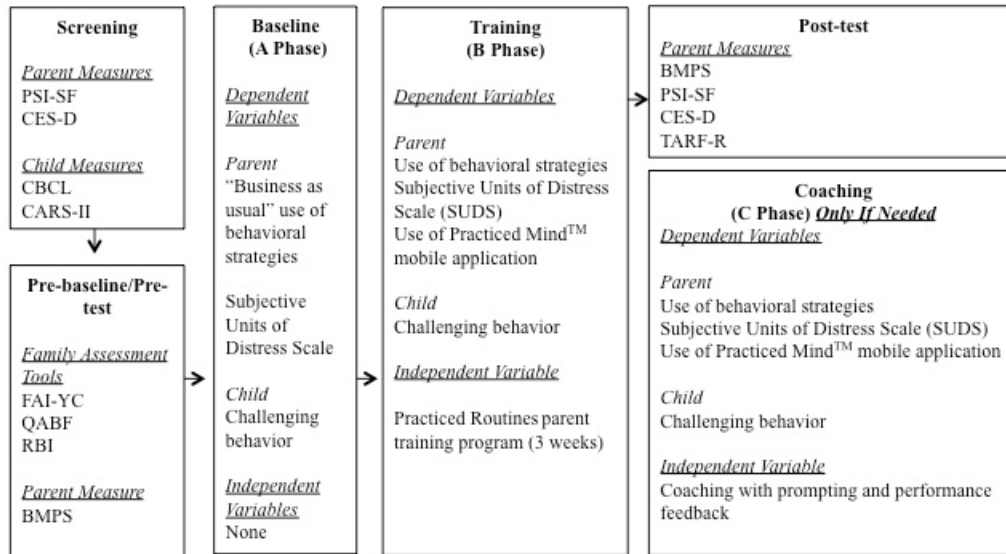 Screening
Parent Measures
PSI-SF
CES-D
Child Measures
CBCL
CARS-II
Pre-baseline/Pre-
test
Family Assessment
Tools
FAI-YC
QABF
RBI
Parent Measure
BMPS
Baseline
(A Phase)
Dependent
Variables
Parent
“Business as
usual” use of
behavioral
strategies
Subjective
Units of
Distress Scale
Child
Challenging
behavior
Independent
Variables
None
Training
(B Phase)
Dependent Variables
Parent
Use of behavioral strategies
Subjective Units of Distress
Scale (SUDS)
Use of Practiced Mind™
mobile application
Child
Challenging behavior
Independent Variable
Practiced Routines parent
training program (3 weeks)
Post-test
Parent Measures
BMPS
PSI-SF
CES-D
TARF-R
Coaching
(C Phase) Only If Needed
Dependent Variables
Parent
Use of behavioral strategies
Subjective Units of Distress Scale (SUDS)
Use of Practiced Mind™ mobile application
Child
Challenging behavior
Independent Variable
Coaching with prompting and performance
feedback